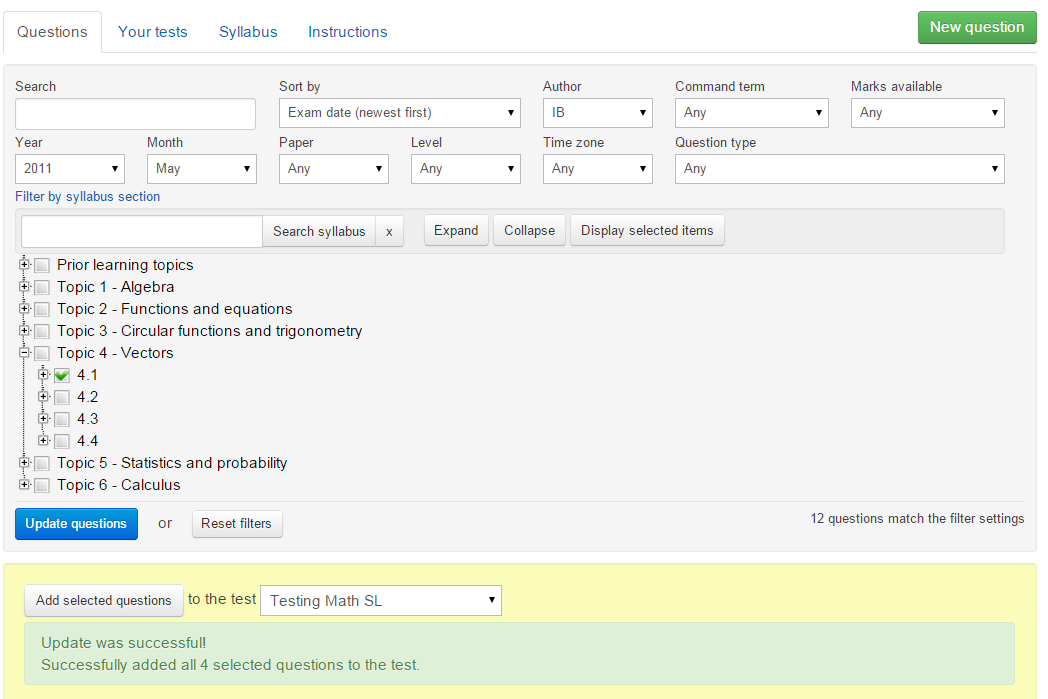 Questions Your tests Syllabus Instructions New question
Search Sort by Author Command term Marks available
Exam date (newest first) IB Any Any
Year Month Paper Level Time zone Question type
2011 May Any Any Any Any
Filter by syllabus section
Search syllabus x Expand Collapse Display selected items
Prior learning topics
Topic 1 - Algebra
Topic 2 - Functions and equations
Topic 3 - Circular functions and trigonometry
Topic 4 - Vectors
4.1
4.2
4.3
4.4
Topic 5 - Statistics and probability
Topic 6 - Calculus
Update questions or Reset filters 12 questions match the filter settings
Add selected questions to the test Testing Math SL
Update was successful!
Successfully added all 4 selected questions to the test.